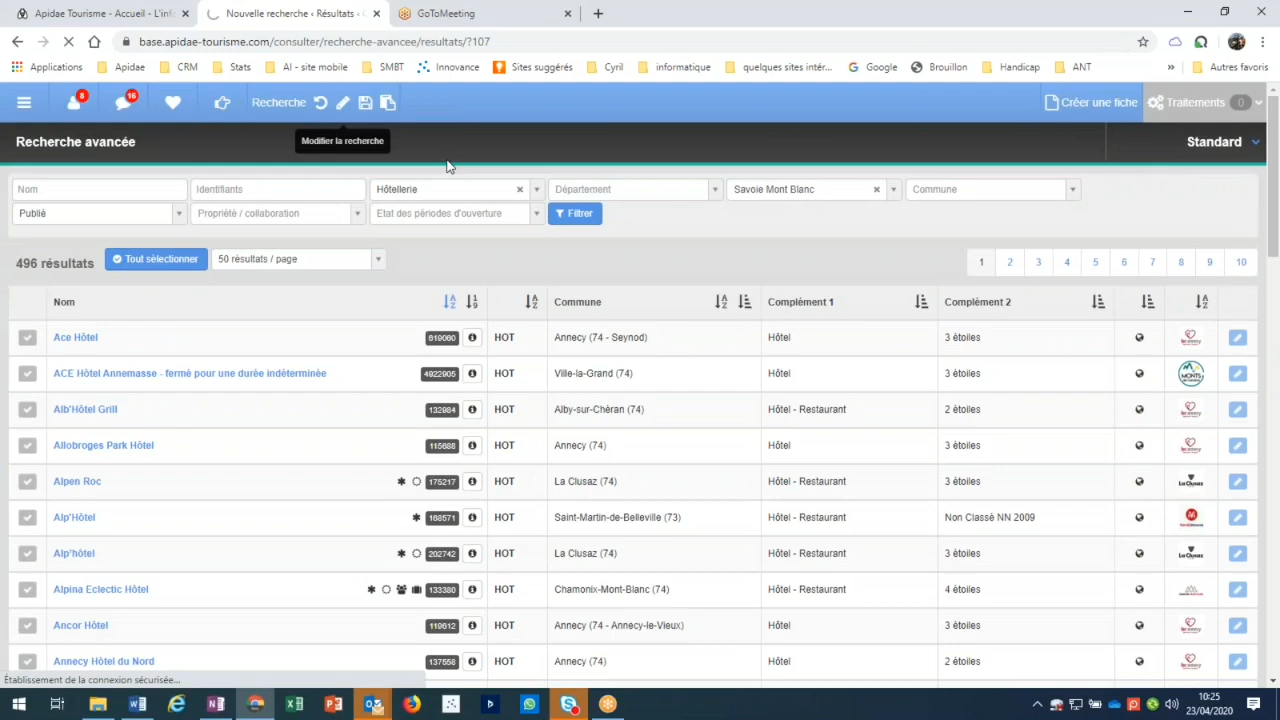 Apidae Tourisme - Accueil - L'info
Nouvelle recherche ‹ Résultats ‹
GoToMeeting
base.apidae-tourisme.com/consulter/recherche-avancee/resultats/?107
Applications
Apidae
CRM
Stats
AI - site mobile
SMBT
Innovance
Sites suggérés
Cyril
informatique
quelques sites intér...
Google
Brouillon
Handicap
ANT
»
Autres favoris
8
16
Recherche
Créer une fiche
Traitements 0
Modifier la recherche
Recherche avancée
Standard
Nom
Identifiants
Hôtellerie
Département
Savoie Mont Blanc
Commune
Publié
Propriété / collaboration
Etat des périodes d'ouverture
Filtrer
496 résultats
Tout sélectionner
50 résultats / page
1 2 3 4 5 6 7 8 9 10
Nom Commune Complément 1 Complément 2
Ace Hôtel 819060 HOT Annecy (74 - Seynod) Hôtel 3 étoiles
ACE Hôtel Annemasse - fermé pour une durée indéterminée 4922905 HOT Ville-la-Grand (74) Hôtel 3 étoiles
Alb'Hôtel Grill 132984 HOT Alby-sur-Chéran (74) Hôtel - Restaurant 2 étoiles
Allobroges Park Hôtel 115688 HOT Annecy (74) Hôtel 3 étoiles
Alpen Roc 175217 HOT La Clusaz (74) Hôtel - Restaurant 3 étoiles La Clusaz
Alp'Hôtel 168571 HOT Saint-Martin-de-Belleville (73) Hôtel - Restaurant Non Classé NN 2009
Alp'hôtel 202742 HOT La Clusaz (74) Hôtel - Restaurant 3 étoiles La Clusaz
Alpina Eclectic Hôtel 133380 HOT Chamonix-Mont-Blanc (74) Hôtel - Restaurant 4 étoiles
Ancor Hôtel 119612 HOT Annecy (74 - Annecy-le-Vieux) Hôtel 3 étoiles
Annecy Hôtel du Nord 137558 HOT Annecy (74) Hôtel 2 étoiles
Établissement de la connexion sécurisée...
10:25
23/04/2020